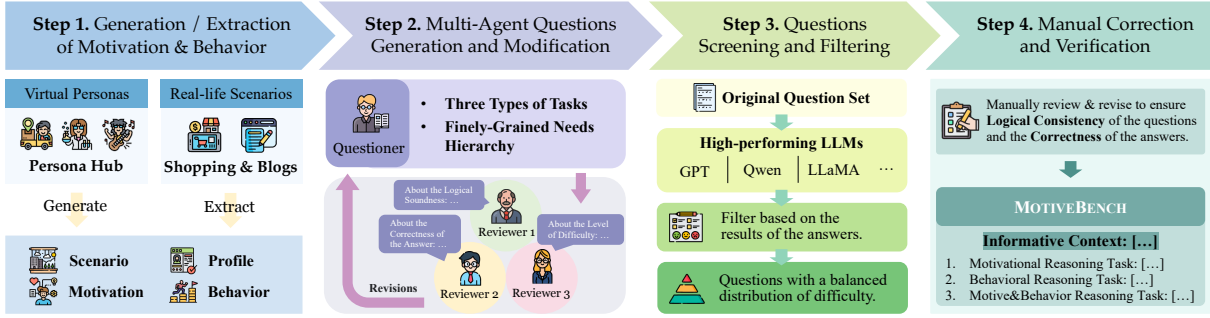 Step 1. Generation / Extraction
of Motivation & Behavior
Virtual Personas
Real-life Scenarios
Persona Hub
Shopping & Blogs
Generate
Extract
Scenario
Profile
Motivation
Behavior
Step 2. Multi-Agent Questions
Generation and Modification
Questioner
• Three Types of Tasks
• Finely-Grained Needs
Hierarchy
About the Logical
Soundness: …
About the
Correctness of
the Answer: …
About the Level
of Difficulty: …
Reviewer 1
Reviewer 2
Reviewer 3
Revisions
Step 3. Questions
Screening and Filtering
Original Question Set
High-performing LLMs
GPT
Qwen
LLaMA
…
Filter based on the
results of the answers.
Questions with a balanced
distribution of difficulty.
Step 4. Manual Correction
and Verification
Manually review & revise to ensure
Logical Consistency of the questions
and the Correctness of the answers.
MOTIVEBENCH
Informative Context: […]
1. Motivational Reasoning Task: […]
2. Behavioral Reasoning Task: […]
3. Motive&Behavior Reasoning Task: […]